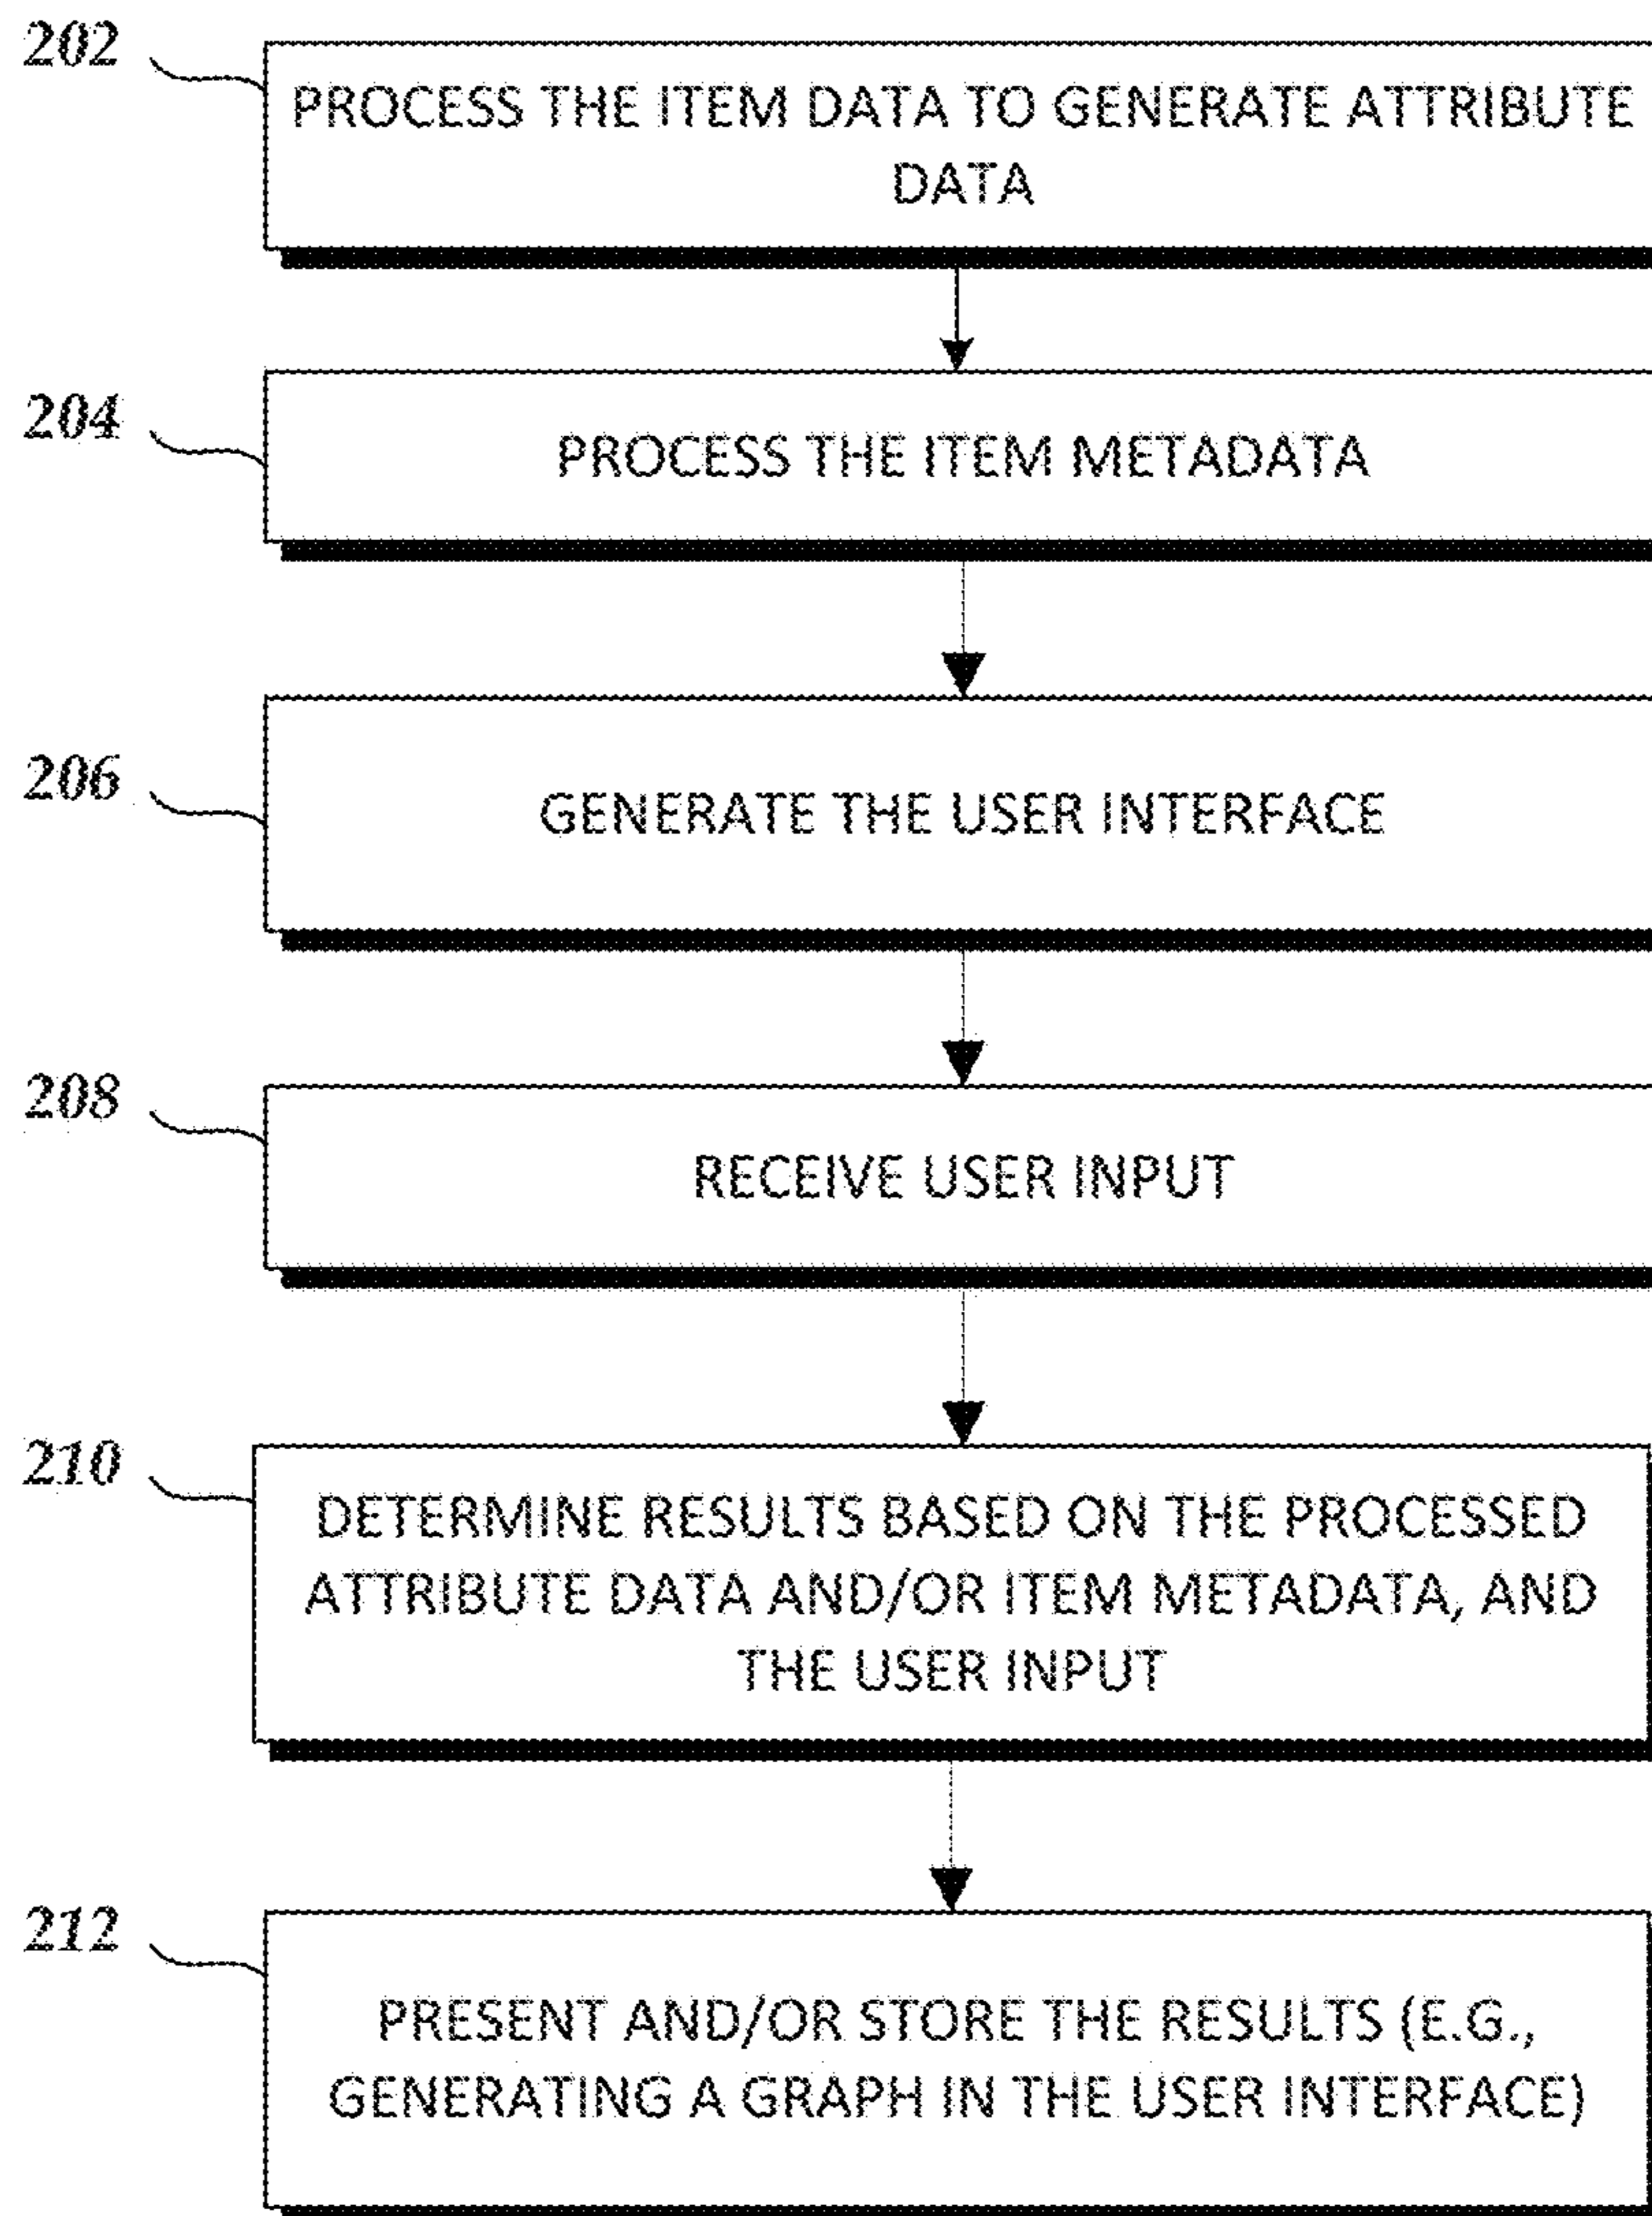 202
PROCESS THE ITEM DATA TO GENERATE ATTRIBUTE
DATA
204
PROCESS THE ITEM METADATA
206
GENERATE THE USER INTERFACE
208
RECEIVE USER INPUT
210
DETERMINE RESULTS BASED ON THE PROCESSED
ATTRIBUTE DATA AND/OR ITEM METADATA, AND
THE USER INPUT
212
PRESENT AND/OR STORE THE RESULTS (E.G.,
GENERATING A GRAPH IN THE USER INTERFACE)